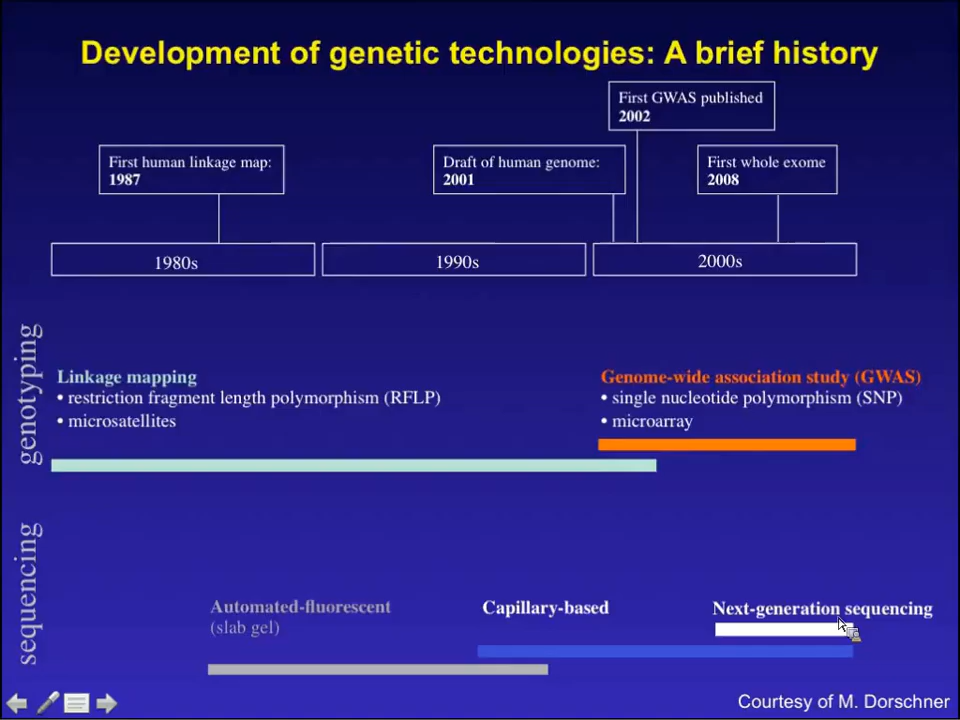 Development of genetic technologies: A brief history
First GWAS published
2002
First human linkage map:
1987
Draft of human genome:
2001
First whole exome
2008
1980s
1990s
2000s
genotyping
Linkage mapping
• restriction fragment length polymorphism (RFLP)
• microsatellites
Genome-wide association study (GWAS)
• single nucleotide polymorphism (SNP)
• microarray
sequencing
Automated-fluorescent
(slab gel)
Capillary-based
Next-generation sequencing
Courtesy of M. Dorschner